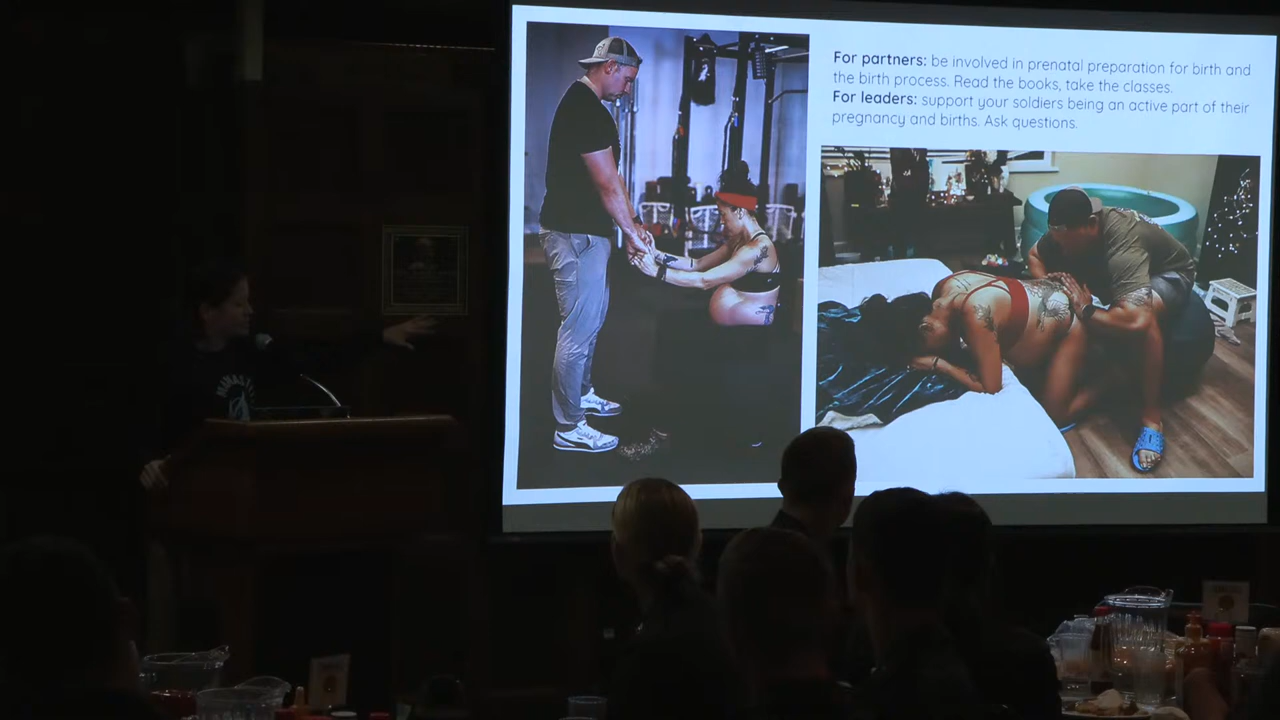 For partners: be involved in prenatal preparation for birth and
the birth process. Read the books, take the classes.
For leaders: support your soldiers being an active part of their
pregnancy and births. Ask questions.